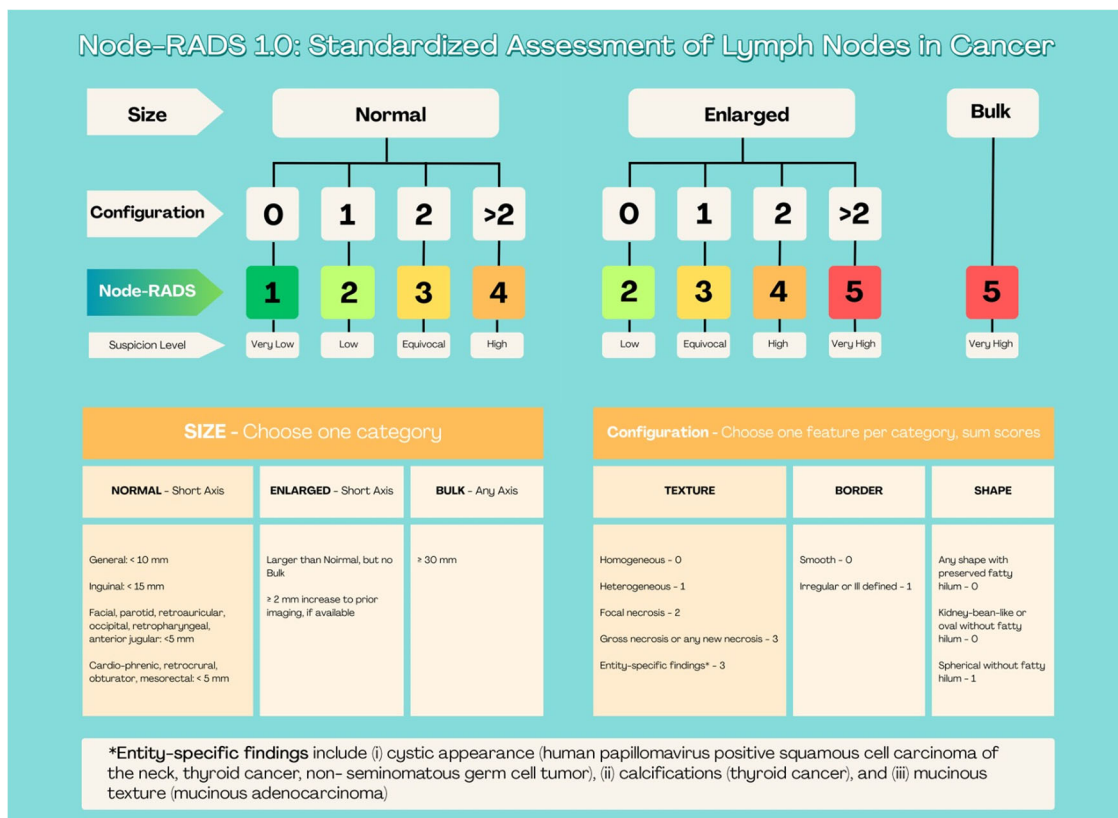 Node-RADS 1.0: Standardized Assessment of Lymph Nodes in Cancer
Size
Normal
Enlarged
Bulk
Configuration
0 1 2 >2
0 1 2 >2
Node-RADS
1 2 3 4
2 3 4 5
5
Suspicion Level
Very Low Low Equivocal High
Low Equivocal High Very High
Very High
SIZE - Choose one category
NORMAL - Short Axis
ENLARGED - Short Axis
BULK - Any Axis
General: < 10 mm
Inguinal: < 15 mm
Facial, parotid, retroauricular,
occipital, retropharyngeal,
anterior jugular: <5 mm
Cardio-phrenic, retrocrural,
obturator, mesorectal: < 5 mm
Larger than Noirmal, but no
Bulk
≥ 2 mm increase to prior
imaging, if available
≥ 30 mm
Configuration - Choose one feature per category, sum scores
TEXTURE
BORDER
SHAPE
Homogeneous - 0
Heterogeneous - 1
Focal necrosis - 2
Gross necrosis or any new necrosis - 3
Entity-specific findings* - 3
Smooth - 0
Irregular or Ill defined - 1
Any shape with
preserved fatty
hilum - 0
Kidney-bean-like or
oval without fatty
hilum - 0
Spherical without fatty
hilum - 1
*Entity-specific findings include (i) cystic appearance (human papillomavirus positive squamous cell carcinoma of
the neck, thyroid cancer, non- seminomatous germ cell tumor), (ii) calcifications (thyroid cancer), and (iii) mucinous
texture (mucinous adenocarcinoma)